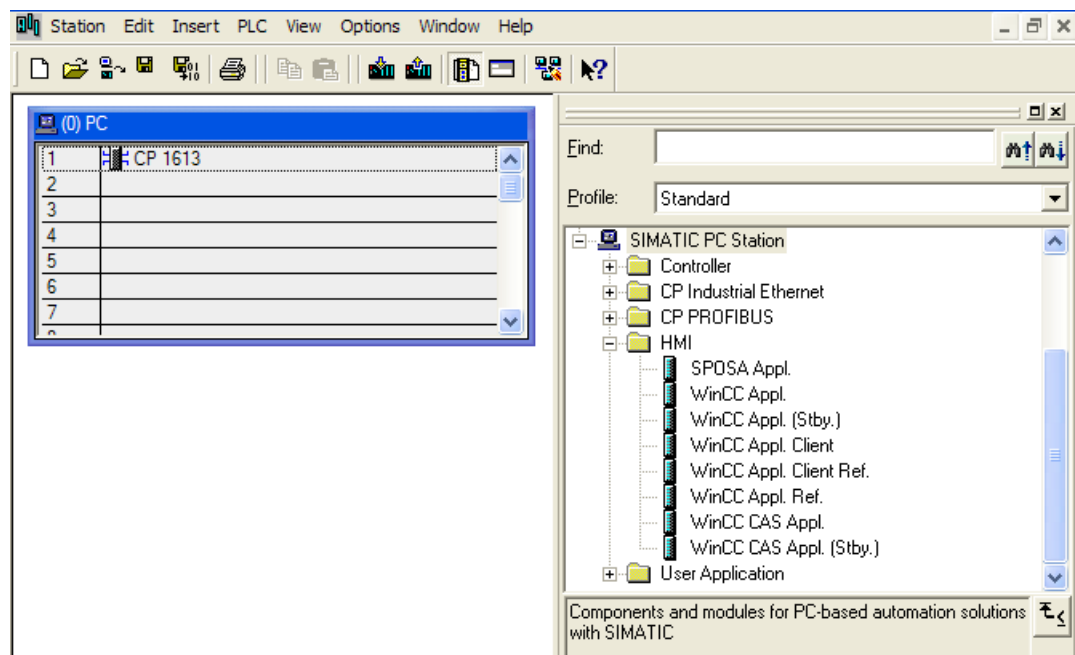 Station Edit Insert PLC View Options Window Help
(0) PC
1 CP 1613
2
3
4
5
6
7
Find:
Profile: Standard
SIMATIC PC Station
Controller
CP Industrial Ethernet
CP PROFIBUS
HMI
SPOSA Appl.
WinCC Appl.
WinCC Appl. (Stby.)
WinCC Appl. Client
WinCC Appl. Client Ref.
WinCC Appl. Ref.
WinCC CAS Appl.
WinCC CAS Appl. (Stby.)
User Application
Components and modules for PC-based automation solutions
with SIMATIC